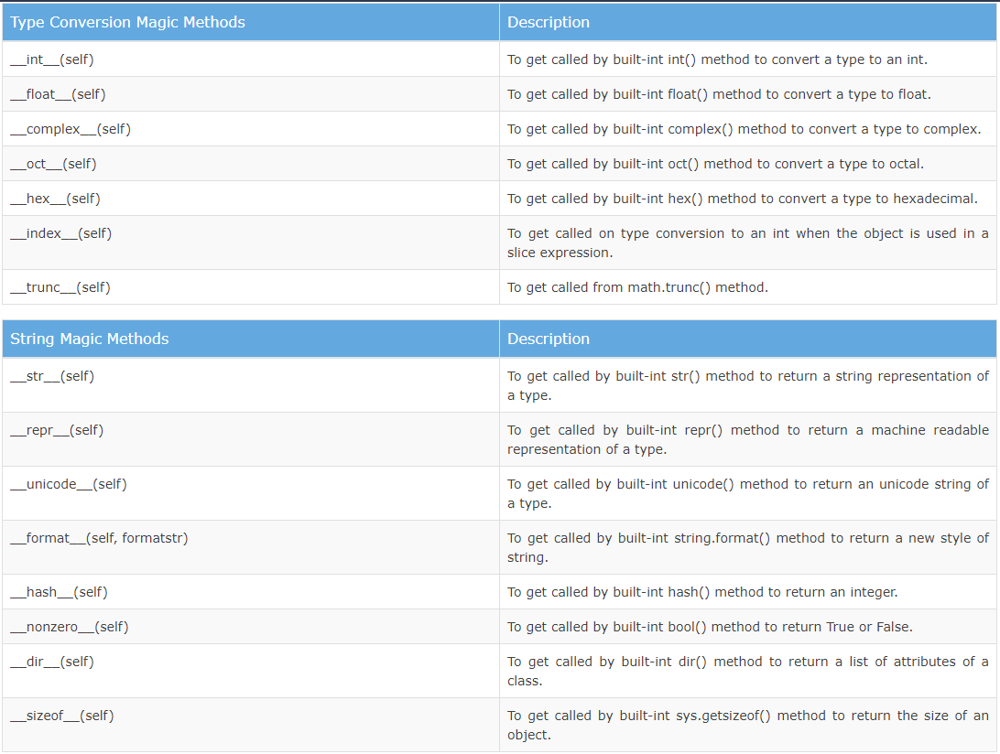 Type Conversion Magic Methods Description
__int__(self) To get called by built-int int() method to convert a type to an int.
__float__(self) To get called by built-int float() method to convert a type to float.
__complex__(self) To get called by built-int complex() method to convert a type to complex.
__oct__(self) To get called by built-int oct() method to convert a type to octal.
__hex__(self) To get called by built-int hex() method to convert a type to hexadecimal.
__index__(self) To get called on type conversion to an int when the object is used in a
slice expression.
__trunc__(self) To get called from math.trunc() method.
String Magic Methods Description
__str__(self) To get called by built-int str() method to return a string representation of
a type.
__repr__(self) To get called by built-int repr() method to return a machine readable
representation of a type.
__unicode__(self) To get called by built-int unicode() method to return an unicode string of
a type.
__format__(self, formatstr) To get called by built-int string.format() method to return a new style of
string.
__hash__(self) To get called by built-int hash() method to return an integer.
__nonzero__(self) To get called by built-int bool() method to return True or False.
__dir__(self) To get called by built-int dir() method to return a list of attributes of a
class.
__sizeof__(self) To get called by built-int sys.getsizeof() method to return the size of an
object.